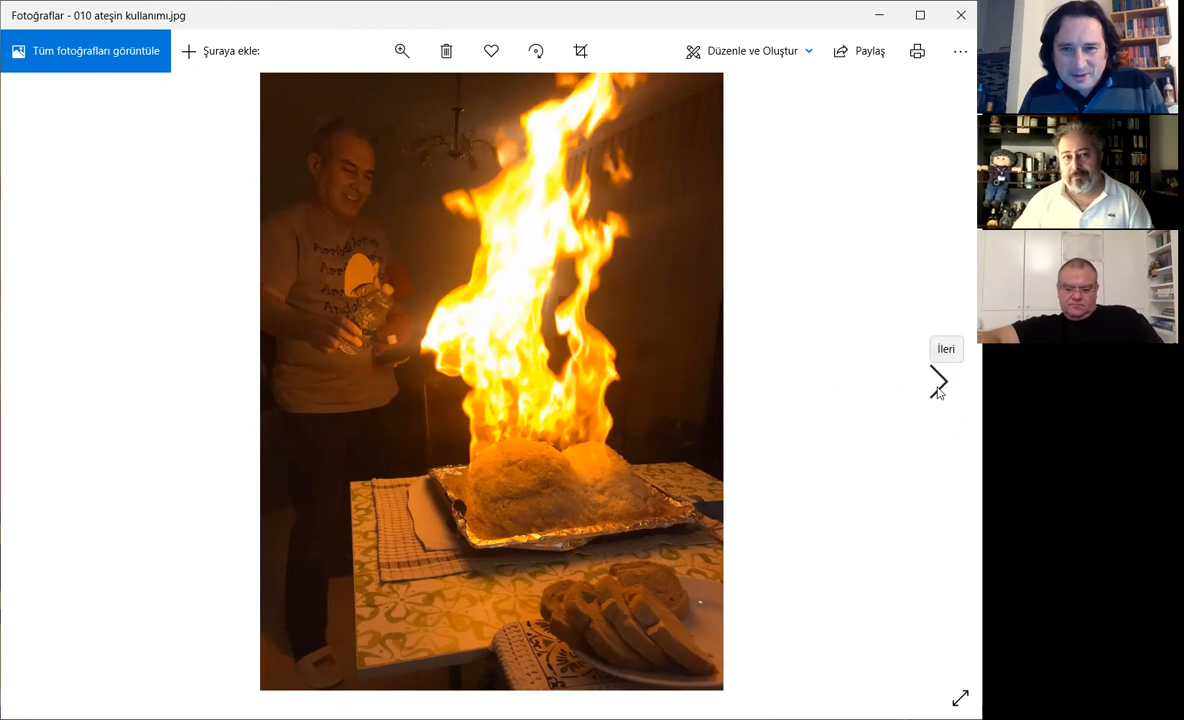 Fotoğraflar - 010 ateşin kullanımı.jpg
Tüm fotoğrafları görüntüle
Şuraya ekle:
Düzenle ve Oluştur
Paylaş
İleri